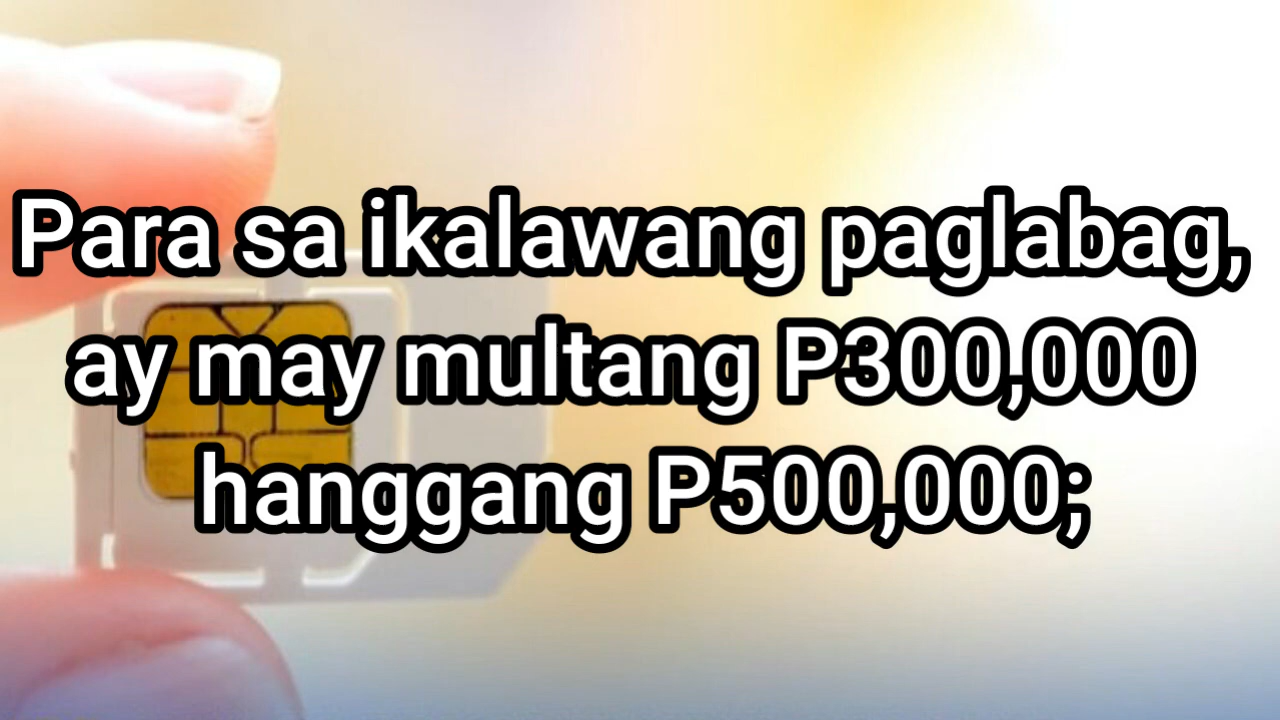 Para sa ikalawang paglabag,
ay may multang P300,000
hanggang P500,000;